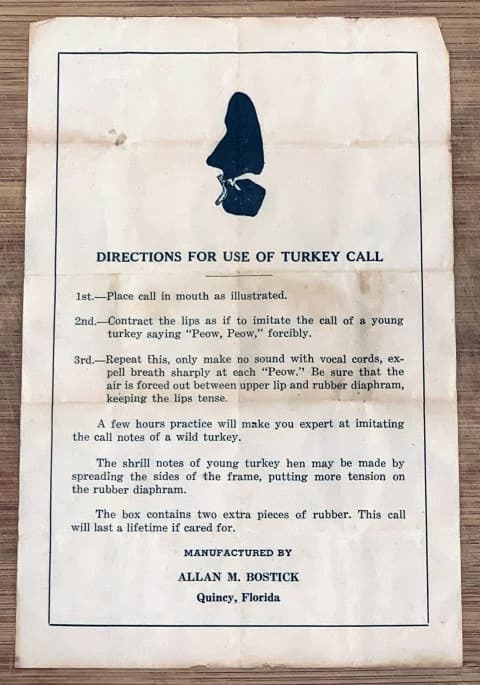 DIRECTIONS FOR USE OF TURKEY CALL
1st.—Place call in mouth as illustrated.
2nd.—Contract the lips as if to imitate the call of a young
turkey saying "Peow, Peow," forcibly.
3rd.—Repeat this, only make no sound with vocal cords, ex-
pell breath sharply at each "Peow." Be sure that the
air is forced out between upper lip and rubber diaphram,
keeping the lips tense.
A few hours practice will make you expert at imitating
the call notes of a wild turkey.
The shrill notes of young turkey hen may be made by
spreading the sides of the frame, putting more tension on
the rubber diaphram.
The box contains two extra pieces of rubber. This call
will last a lifetime if cared for.
MANUFACTURED BY
ALLAN M. BOSTICK
Quincy, Florida